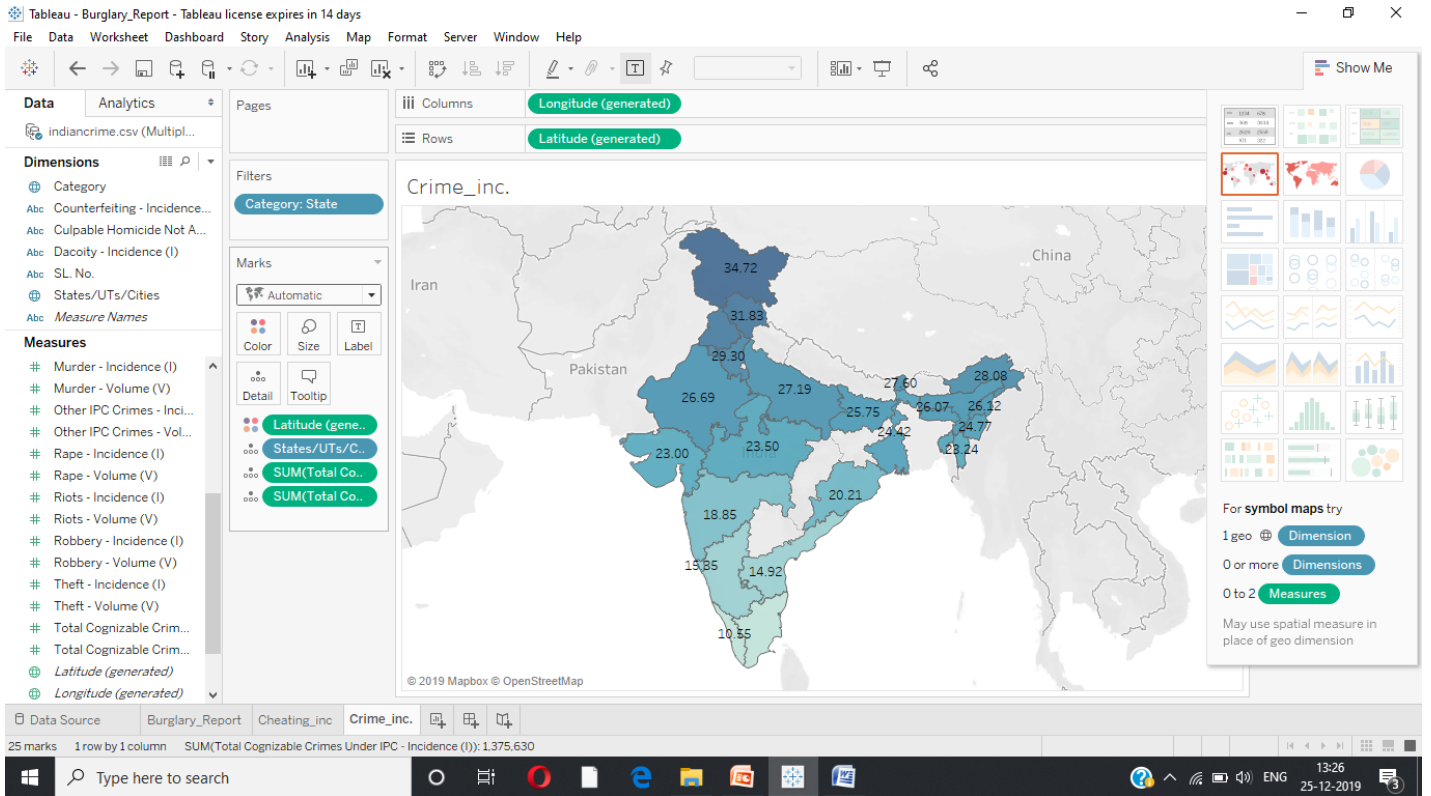 Tableau - Burglary_Report - Tableau license expires in 14 days
File Data Worksheet Dashboard Story Analysis Map Format Server Window Help
Show Me
Data Analytics
indiancrime.csv (Multipl...
Dimensions
Category
Abc Counterfeiting - Incidence...
Abc Culpable Homicide Not A...
Abc Dacoity - Incidence (I)
Abc SL. No.
States/UTs/Cities
Abc Measure Names
Measures
# Murder - Incidence (I)
# Murder - Volume (V)
# Other IPC Crimes - Inci...
# Other IPC Crimes - Vol...
# Rape - Incidence (I)
# Rape - Volume (V)
# Riots - Incidence (I)
# Riots - Volume (V)
# Robbery - Incidence (I)
# Robbery - Volume (V)
# Theft - Incidence (I)
# Theft - Volume (V)
# Total Cognizable Crim...
# Total Cognizable Crim...
Latitude (generated)
Longitude (generated)
Pages
Filters
Category: State
Marks
Automatic
Color Size Label
Detail Tooltip
Latitude (gene..
States/UTs/C..
SUM(Total Co..
SUM(Total Co..
Columns Longitude (generated)
Rows Latitude (generated)
Crime_inc.
Iran
Pakistan
China
India
34.72
31.83
29.30
27.19
26.69
27.60
28.08
25.75
26.07
26.12
24.42
24.77
23.50
23.00
23.24
20.21
18.85
15.85
14.92
10.55
© 2019 Mapbox © OpenStreetMap
For symbol maps try
1 geo Dimension
0 or more Dimensions
0 to 2 Measures
May use spatial measure in
place of geo dimension
Data Source Burglary_Report Cheating_inc Crime_inc.
25 marks 1 row by 1 column SUM(Total Cognizable Crimes Under IPC - Incidence (I)): 1,375,630
Type here to search
ENG
13:26
25-12-2019
3